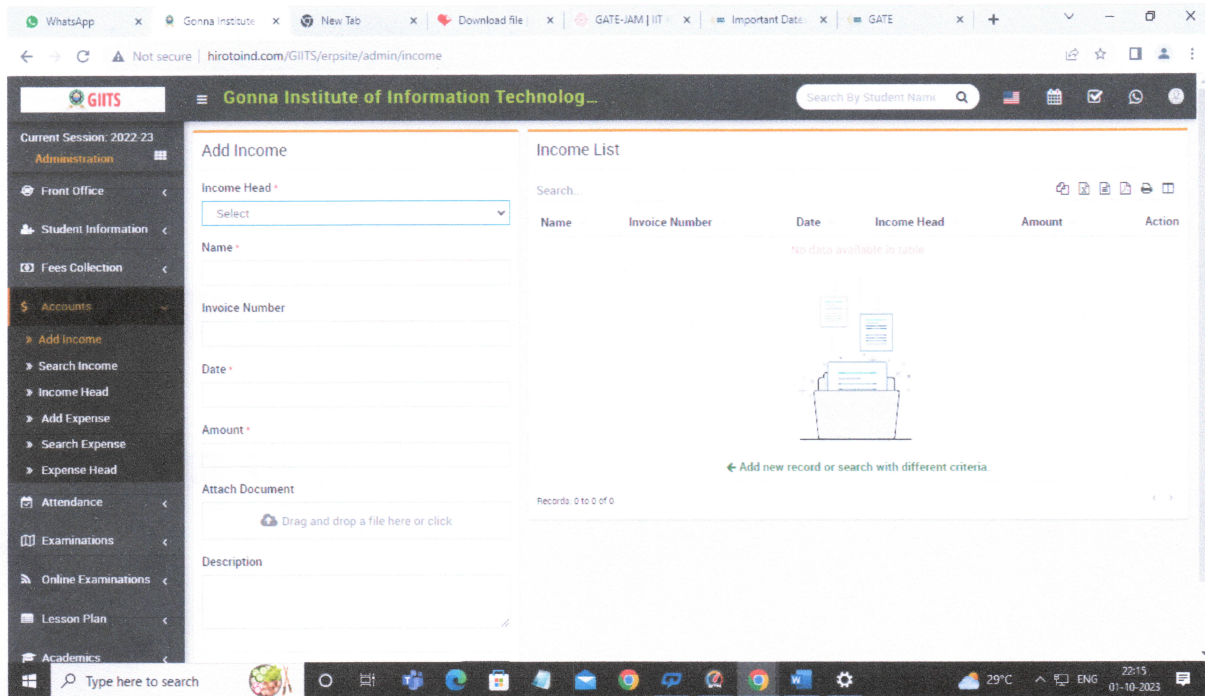 WhatsApp
Gonna Institute
New Tab
Download file
GATE-JAM | IIT
Important Date
GATE
Not secure | hirotoind.com/GIITS/erpsite/admin/income
GIITS
Gonna Institute of Information Technolog...
Search By Student Name
Current Session: 2022-23
Administration
Front Office
Student Information
Fees Collection
$ Accounts
» Add Income
» Search Income
» Income Head
» Add Expense
» Search Expense
» Expense Head
Attendance
Examinations
Online Examinations
Lesson Plan
Academics
Add Income
Income Head *
Select
Name *
Invoice Number
Date *
Amount *
Attach Document
Drag and drop a file here or click
Description
Income List
Search...
Name Invoice Number Date Income Head Amount Action
No data available in table
Add new record or search with different criteria.
Records: 0 to 0 of 0
Type here to search
29°C
ENG
22:15
01-10-2023